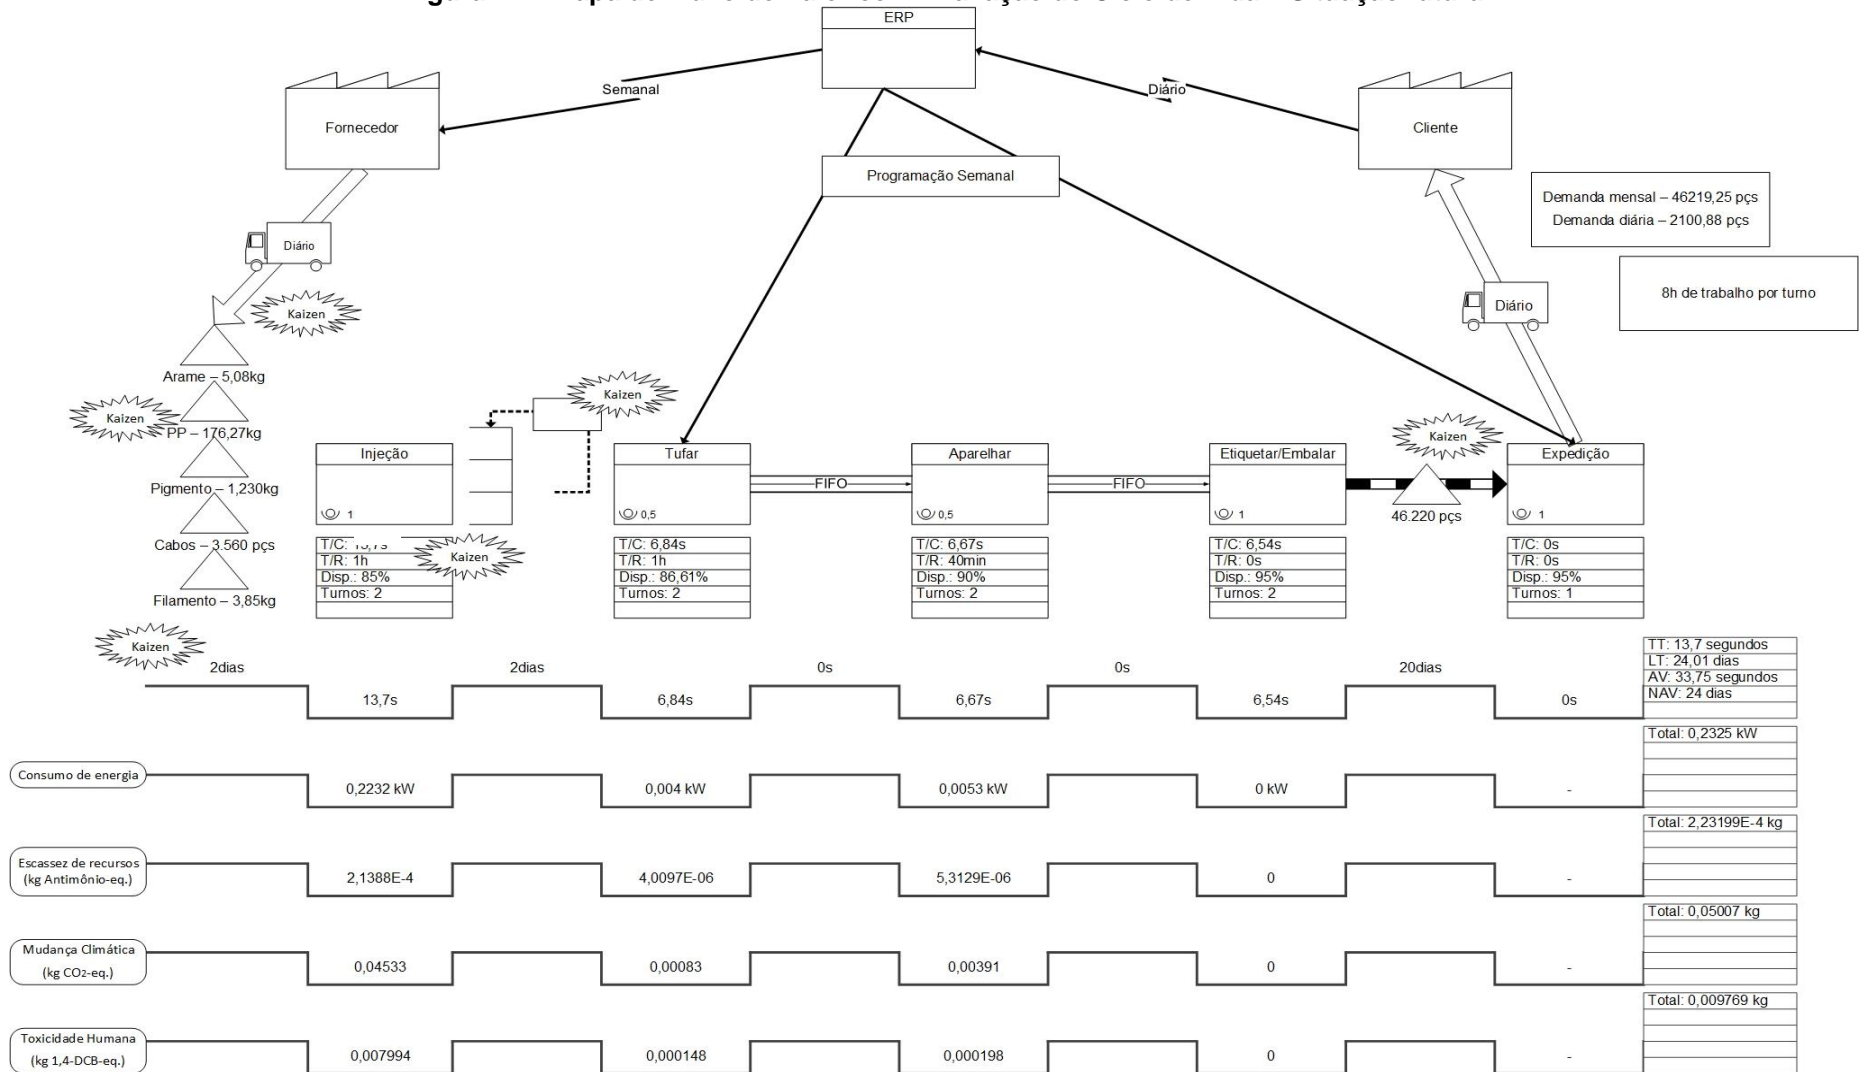 ERP
Semanal
Diário
Fornecedor
Cliente
Programação Semanal
Demanda mensal – 46219,25 pçs
Demanda diária – 2100,88 pçs
8h de trabalho por turno
Diário
Diário
Kaizen
Arame – 5,08kg
Kaizen
PP – 176,27kg
Pigmento – 1,230kg
Cabos – 3.560 pçs
Filamento – 3,85kg
Kaizen
Kaizen
Kaizen
Kaizen
Injeção
1
T/C: 13,7s
T/R: 1h
Disp.: 85%
Turnos: 2
Tufar
0,5
T/C: 6,84s
T/R: 1h
Disp.: 86,61%
Turnos: 2
FIFO
Aparelhar
0,5
T/C: 6,67s
T/R: 40min
Disp.: 90%
Turnos: 2
FIFO
Etiquetar/Embalar
1
T/C: 6,54s
T/R: 0s
Disp.: 95%
Turnos: 2
46.220 pçs
Expedição
1
T/C: 0s
T/R: 0s
Disp.: 95%
Turnos: 1
2dias
13,7s
2dias
6,84s
0s
6,67s
0s
6,54s
20dias
0s
TT: 13,7 segundos
LT: 24,01 dias
AV: 33,75 segundos
NAV: 24 dias
Consumo de energia
0,2232 kW
0,004 kW
0,0053 kW
0 kW
-
Total: 0,2325 kW
Escassez de recursos
(kg Antimônio-eq.)
2,1388E-4
4,0097E-06
5,3129E-06
0
-
Total: 2,23199E-4 kg
Mudança Climática
(kg CO2-eq.)
0,04533
0,00083
0,00391
0
-
Total: 0,05007 kg
Toxicidade Humana
(kg 1,4-DCB-eq.)
0,007994
0,000148
0,000198
0
-
Total: 0,009769 kg